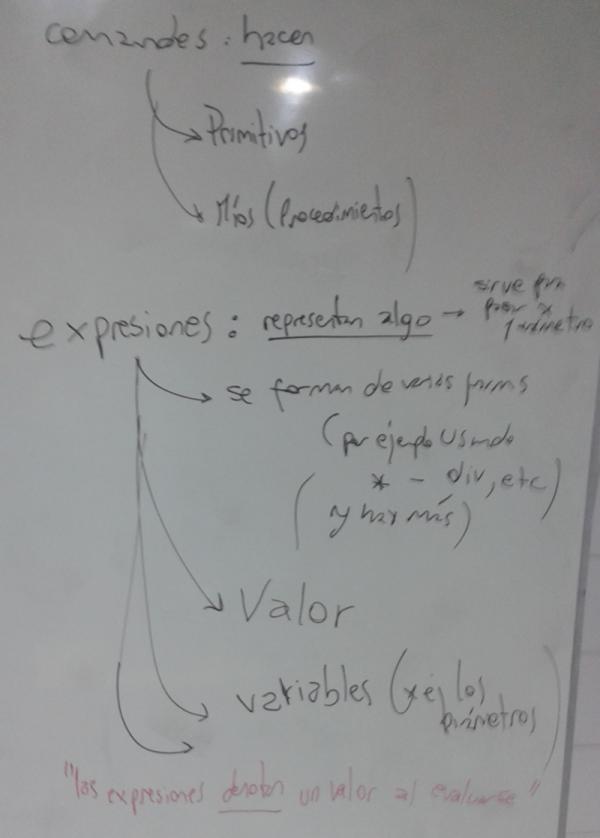 comandos: hacen
Primitivos
Míos (Procedimientos)
expresiones: representan algo →
sirve para
pasar x
parámetro
se forman de varias formas
(por ejemplo usando
* - div, etc)
(y hay más)
Valor
variables (x ej los
parámetros)
"las expresiones denotan un valor al evaluarse"